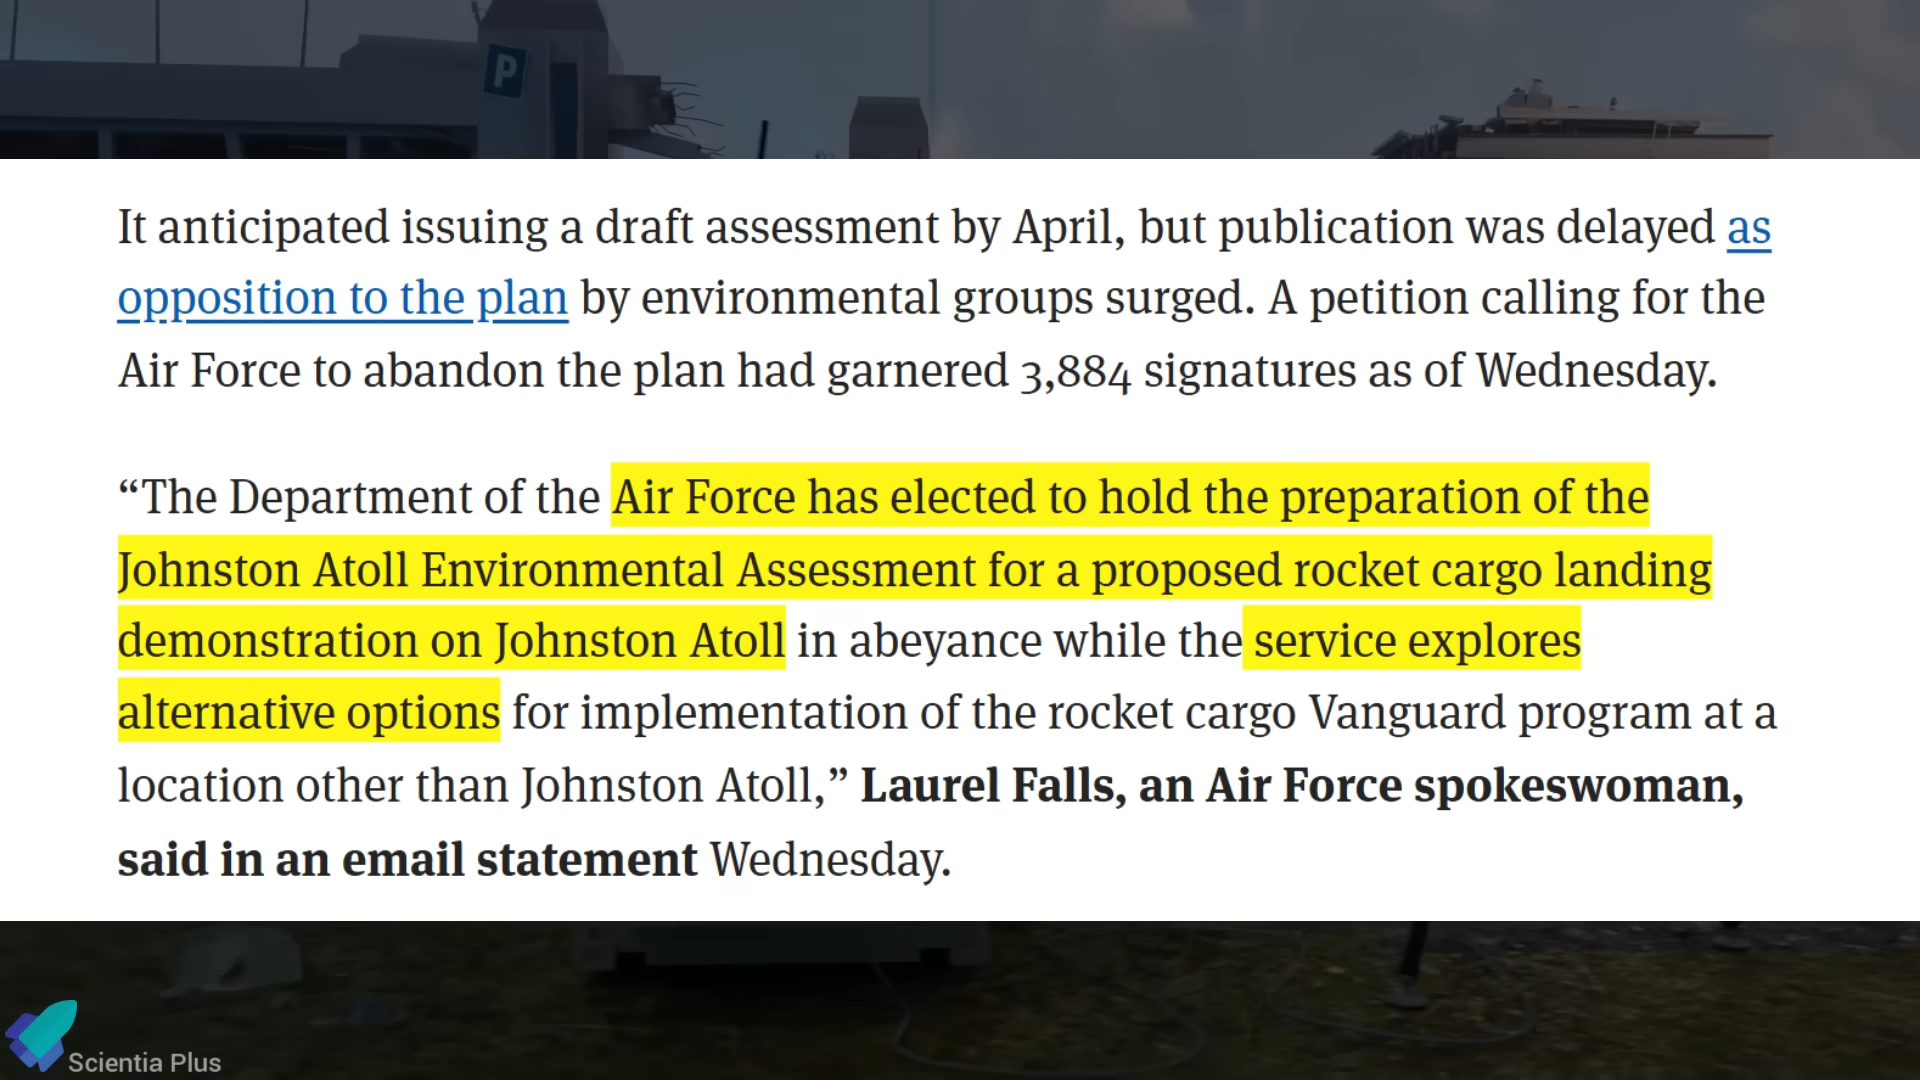 P
It anticipated issuing a draft assessment by April, but publication was delayed as
opposition to the plan by environmental groups surged. A petition calling for the
Air Force to abandon the plan had garnered 3,884 signatures as of Wednesday.
“The Department of the Air Force has elected to hold the preparation of the
Johnston Atoll Environmental Assessment for a proposed rocket cargo landing
demonstration on Johnston Atoll in abeyance while the service explores
alternative options for implementation of the rocket cargo Vanguard program at a
location other than Johnston Atoll,” Laurel Falls, an Air Force spokeswoman,
said in an email statement Wednesday.
Scientia Plus